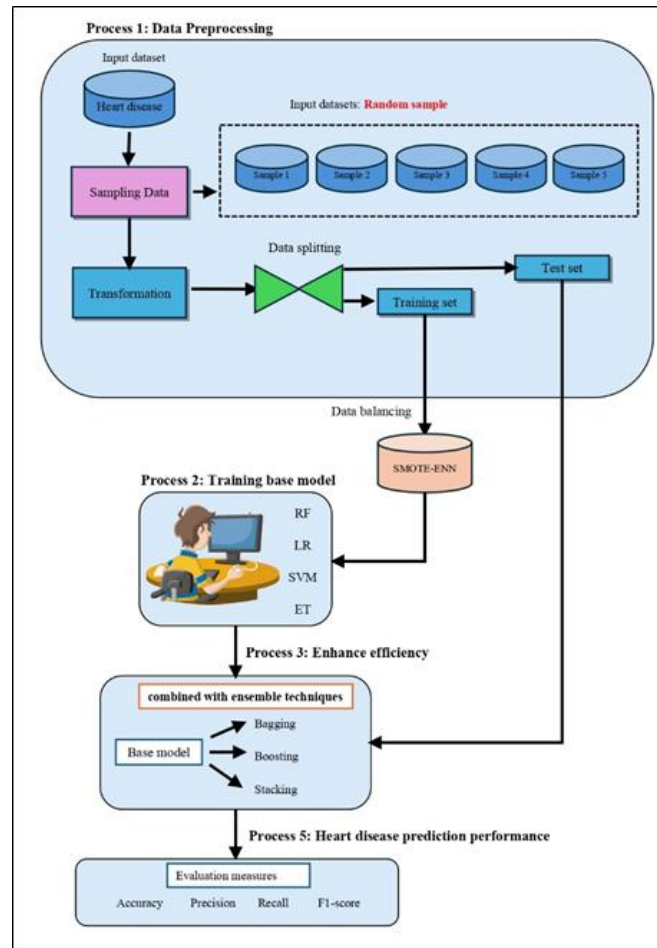 Process 1: Data Preprocessing
Input dataset
Heart disease
Input datasets: Random sample
Sample 1
Sample 2
Sample 3
Sample 4
Sample 5
Sampling Data
Data splitting
Test set
Transformation
Training set
Data balancing
SMOTE-ENN
Process 2: Training base model
RF
LR
SVM
ET
Process 3: Enhance efficiency
combined with ensemble techniques
Bagging
Base model
Boosting
Stacking
Process 5: Heart disease prediction performance
Evaluation measures
Accuracy Precision Recall F1-score